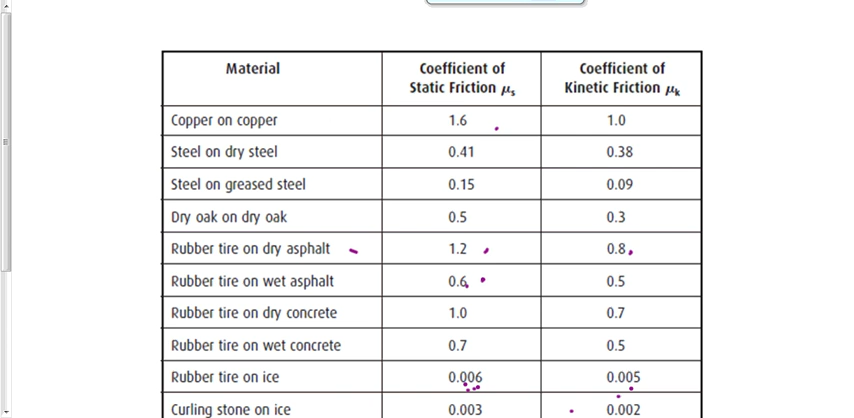 Material Coefficient of Static Friction μs Coefficient of Kinetic Friction μk
Copper on copper 1.6 1.0
Steel on dry steel 0.41 0.38
Steel on greased steel 0.15 0.09
Dry oak on dry oak 0.5 0.3
Rubber tire on dry asphalt 1.2 0.8
Rubber tire on wet asphalt 0.6 0.5
Rubber tire on dry concrete 1.0 0.7
Rubber tire on wet concrete 0.7 0.5
Rubber tire on ice 0.006 0.005
Curling stone on ice 0.003 0.002